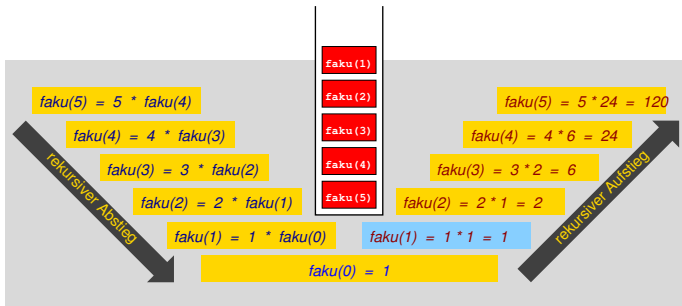 faku(1)
faku(2)
faku(3)
faku(4)
faku(5)
faku(5) = 5 * faku(4)
faku(4) = 4 * faku(3)
faku(3) = 3 * faku(2)
faku(2) = 2 * faku(1)
faku(1) = 1 * faku(0)
faku(0) = 1
faku(1) = 1 * 1 = 1
faku(2) = 2 * 1 = 2
faku(3) = 3 * 2 = 6
faku(4) = 4 * 6 = 24
faku(5) = 5 * 24 = 120
rekursiver Abstieg
rekursiver Aufstieg